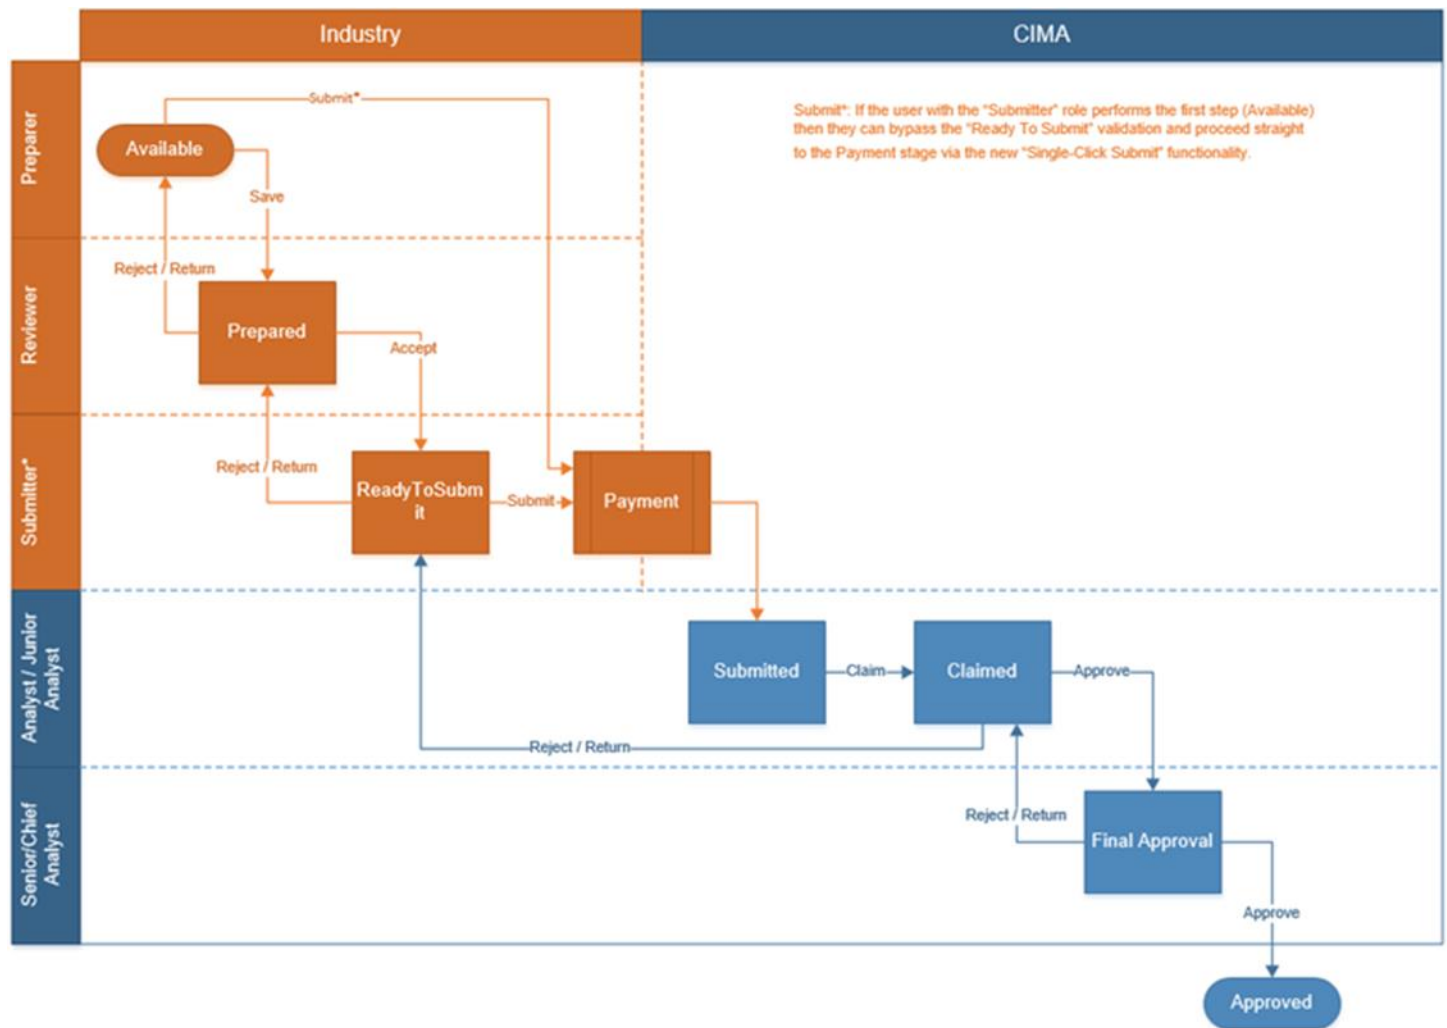 Industry
CIMA
Preparer
Submit*
Submit*: If the user with the "Submitter" role performs the first step (Available)
then they can bypass the "Ready To Submit" validation and proceed straight
to the Payment stage via the new "Single-Click Submit" functionality.
Available
Save
Reviewer
Reject / Return
Prepared
Accept
Submitter*
Reject / Return
ReadyToSubm
it
Submit
Payment
Analyst / Junior
Analyst
Submitted
Claim
Claimed
Approve
Reject / Return
Senior/Chief
Analyst
Reject / Return
Final Approval
Approve
Approved